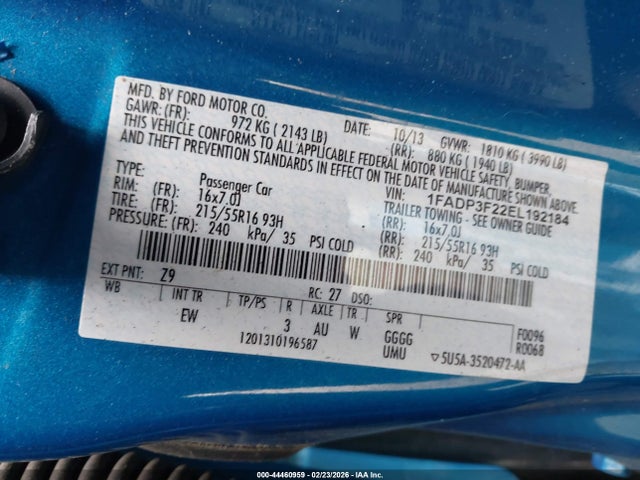 MFD. BY FORD MOTOR CO.
DATE: 10/13 GVWR: 1810 KG ( 3990 LB)
GAWR: (FR): 972 KG ( 2143 LB) (RR): 880 KG ( 1940 LB)
THIS VEHICLE CONFORMS TO ALL APPLICABLE FEDERAL MOTOR VEHICLE SAFETY, BUMPER,
AND THEFT PREVENTION STANDARDS IN EFFECT ON THE DATE OF MANUFACTURE SHOWN ABOVE.
VIN: 1FADP3F22EL192184
TYPE: Passenger Car TRAILER TOWING - SEE OWNER GUIDE
RIM: (FR): 16x7.0J (RR): 16x7.0J
TIRE: (FR): 215/55R16 93H (RR): 215/55R16 93H
PRESSURE: (FR): 240 kPa/ 35 PSI COLD (RR): 240 kPa/ 35 PSI COLD
EXT PNT: Z9 RC: 27 DSO:
WB INT TR TP/PS R AXLE TR SPR
EW 3 AU W GGGG F0096
UMU R0068
1201310196587 ▽5U5A-3520472-AA
000-44460959 - 02/23/2026 - IAA Inc.